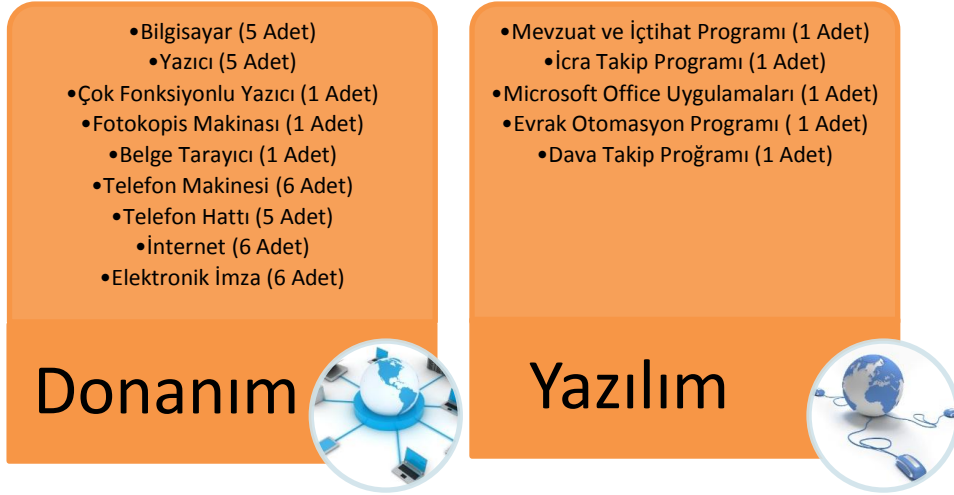 •Bilgisayar (5 Adet)
•Yazıcı (5 Adet)
•Çok Fonksiyonlu Yazıcı (1 Adet)
•Fotokopis Makinası (1 Adet)
•Belge Tarayıcı (1 Adet)
•Telefon Makinesi (6 Adet)
•Telefon Hattı (5 Adet)
•İnternet (6 Adet)
•Elektronik İmza (6 Adet)
Donanım
•Mevzuat ve İçtihat Programı (1 Adet)
•İcra Takip Programı (1 Adet)
•Microsoft Office Uygulamaları (1 Adet)
•Evrak Otomasyon Programı ( 1 Adet)
•Dava Takip Proğramı (1 Adet)
Yazılım